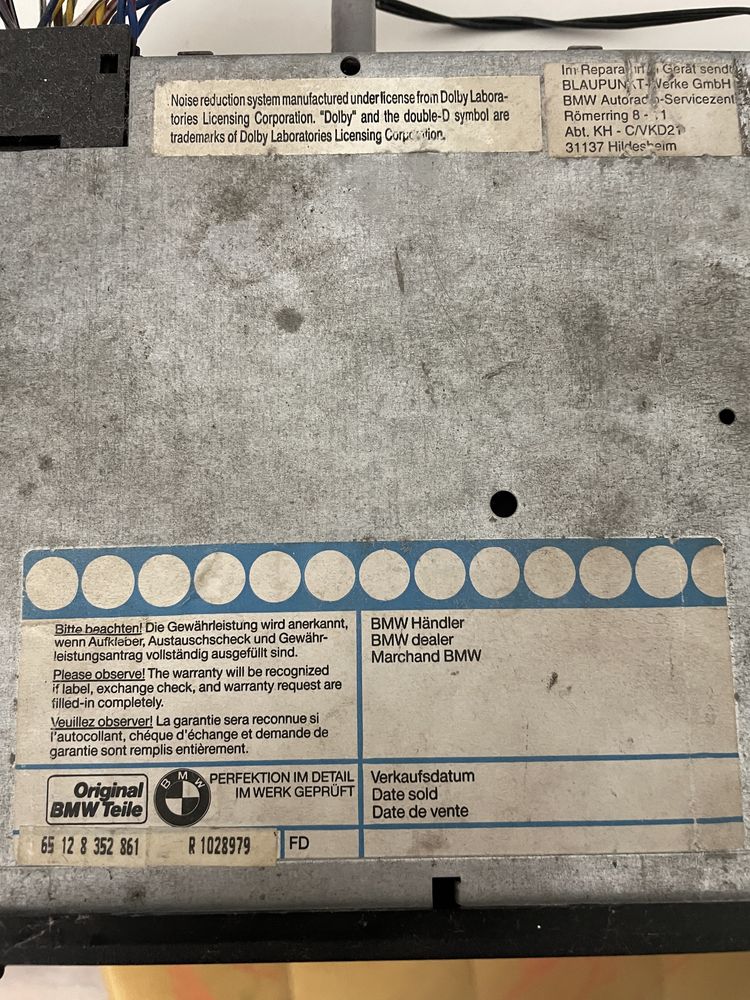 Noise reduction system manufactured under license from Dolby Labora-
tories Licensing Corporation. "Dolby" and the double-D symbol are
trademarks of Dolby Laboratories Licensing Corporation.
Im Gerät
BLAUPUNKT-Werke GmbH
BMW Autoradio-Servicezent
Römerring 8 -
Abt. KH - C/VKD21
31137 Hildesheim
Bitte beachten! Die Gewährleistung wird anerkannt,
wenn Aufkleber, Austauschscheck und Gewähr-
leistungsantrag vollständig ausgefüllt sind.
Please observe! The warranty will be recognized
if label, exchange check, and warranty request are
filled-in completely.
Veuillez observer! La garantie sera reconnue si
l'autocollant, chéque d'échange et demande de
garantie sont remplis entièrement.
BMW Händler
BMW dealer
Marchand BMW
Original
BMW Teile
BMW
PERFEKTION IM DETAIL
IM WERK GEPRÜFT
Verkaufsdatum
Date sold
Date de vente
65 12 8 352 861 R 1028979
FD